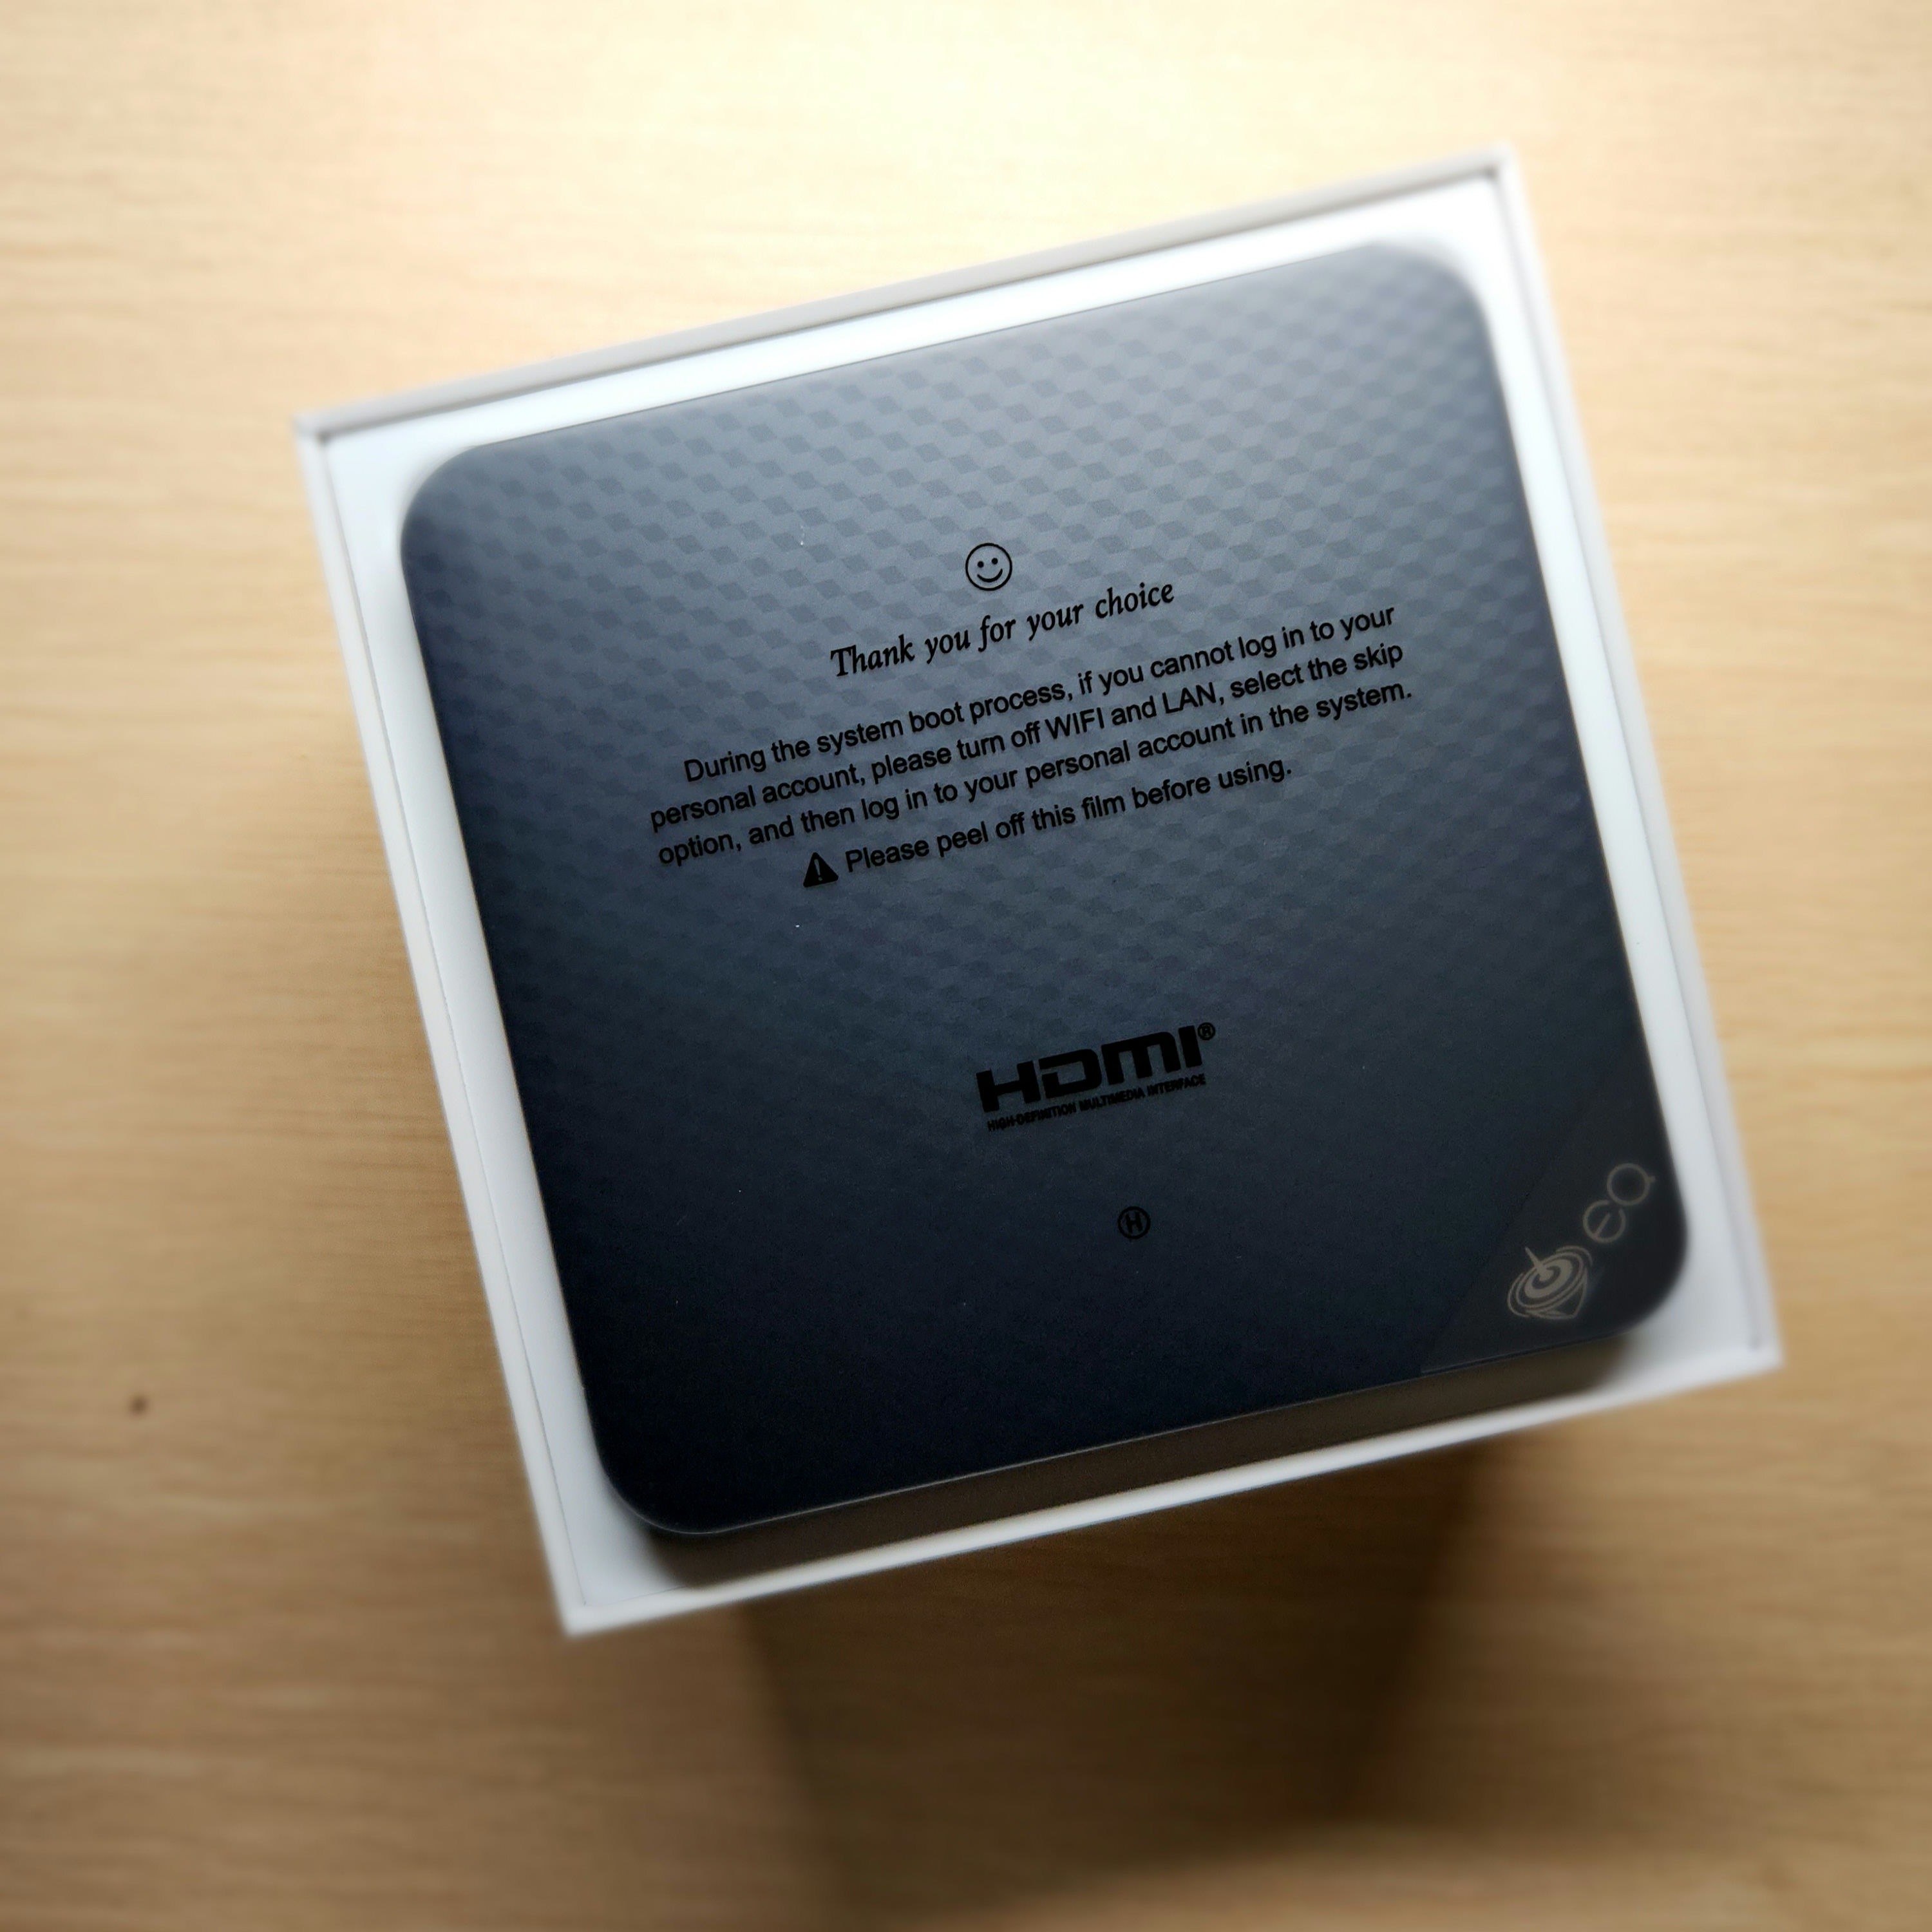 Thank you for your choice
During the system boot process, if you cannot log in to your
personal account, please turn off WIFI and LAN, select the skip
option, and then log in to your personal account in the system.
Please peel off this film before using.
HDMI®
HIGH-DEFINITION MULTIMEDIA INTERFACE
H
EQ